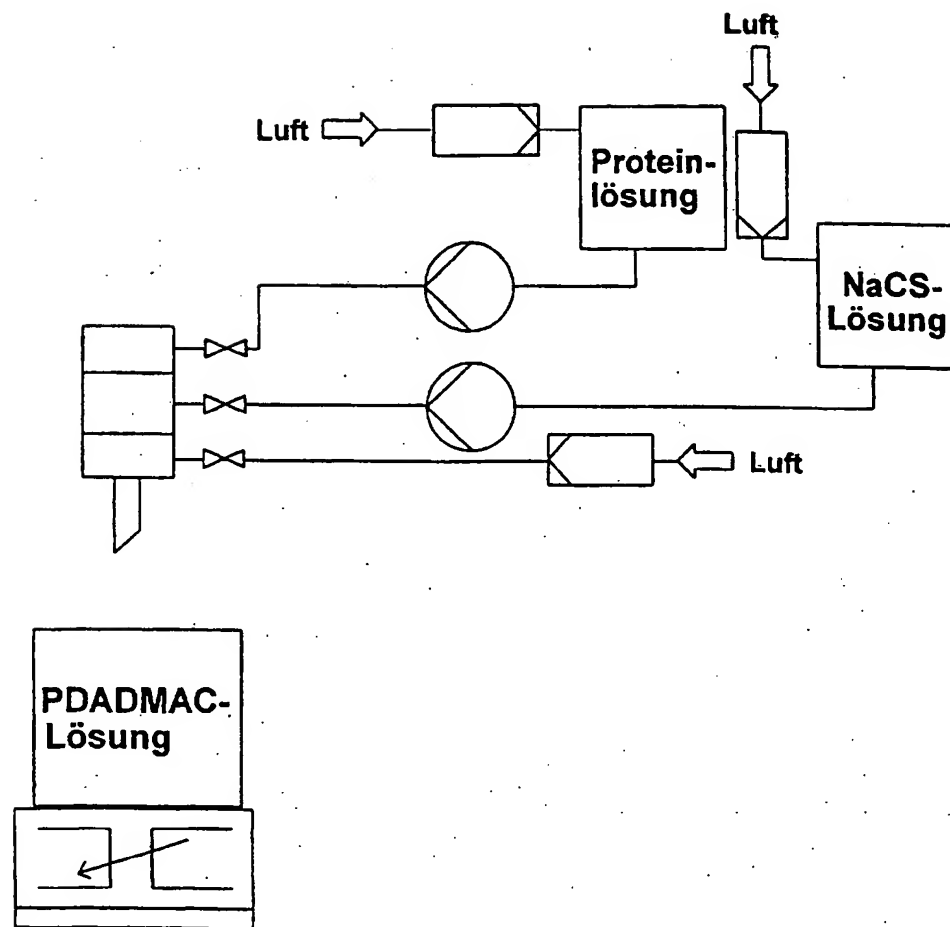 Luft
Luft
Protein-
lösung
NaCS-
Lösung
Luft
PDADMAC-
Lösung